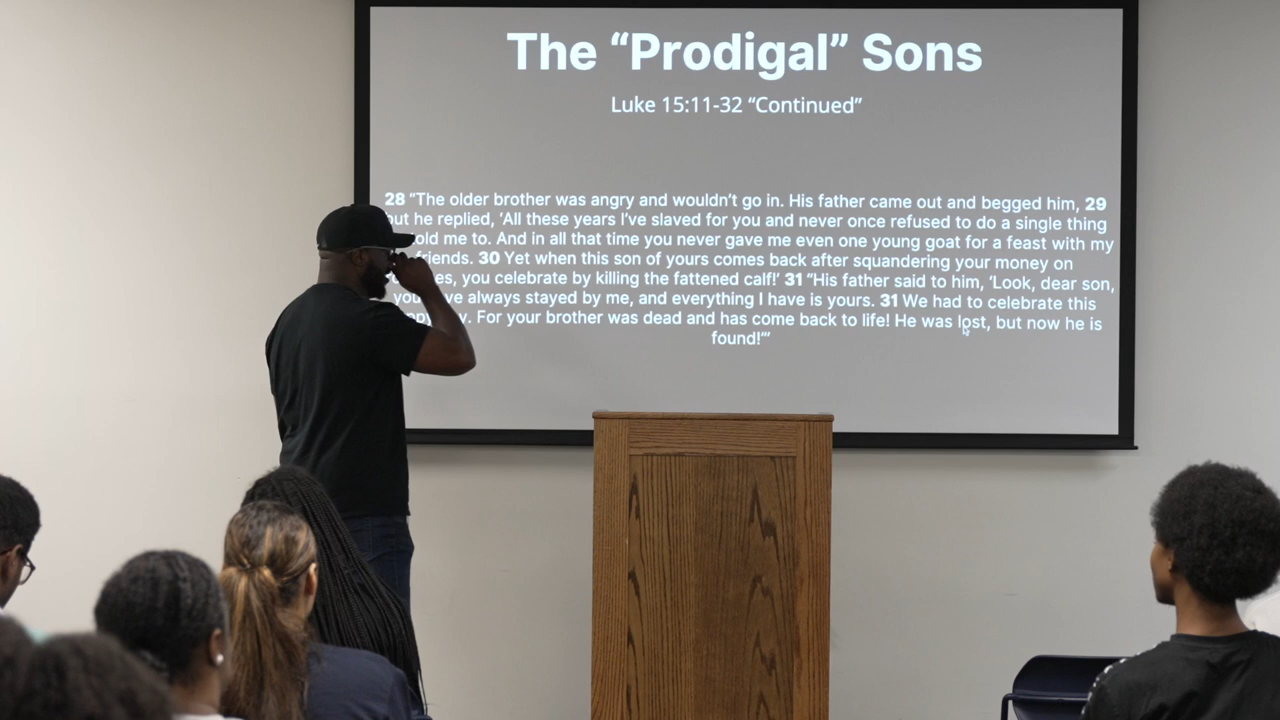 The “Prodigal” Sons
Luke 15:11-32 “Continued”
28 “The older brother was angry and wouldn’t go in. His father came out and begged him, 29
but he replied, ‘All these years I’ve slaved for you and never once refused to do a single thing
told me to. And in all that time you never gave me even one young goat for a feast with my
friends. 30 Yet when this son of yours comes back after squandering your money on
you celebrate by killing the fattened calf!’ 31 “His father said to him, ‘Look, dear son,
always stayed by me, and everything I have is yours. 31 We had to celebrate this
For your brother was dead and has come back to life! He was lost, but now he is
found!’”